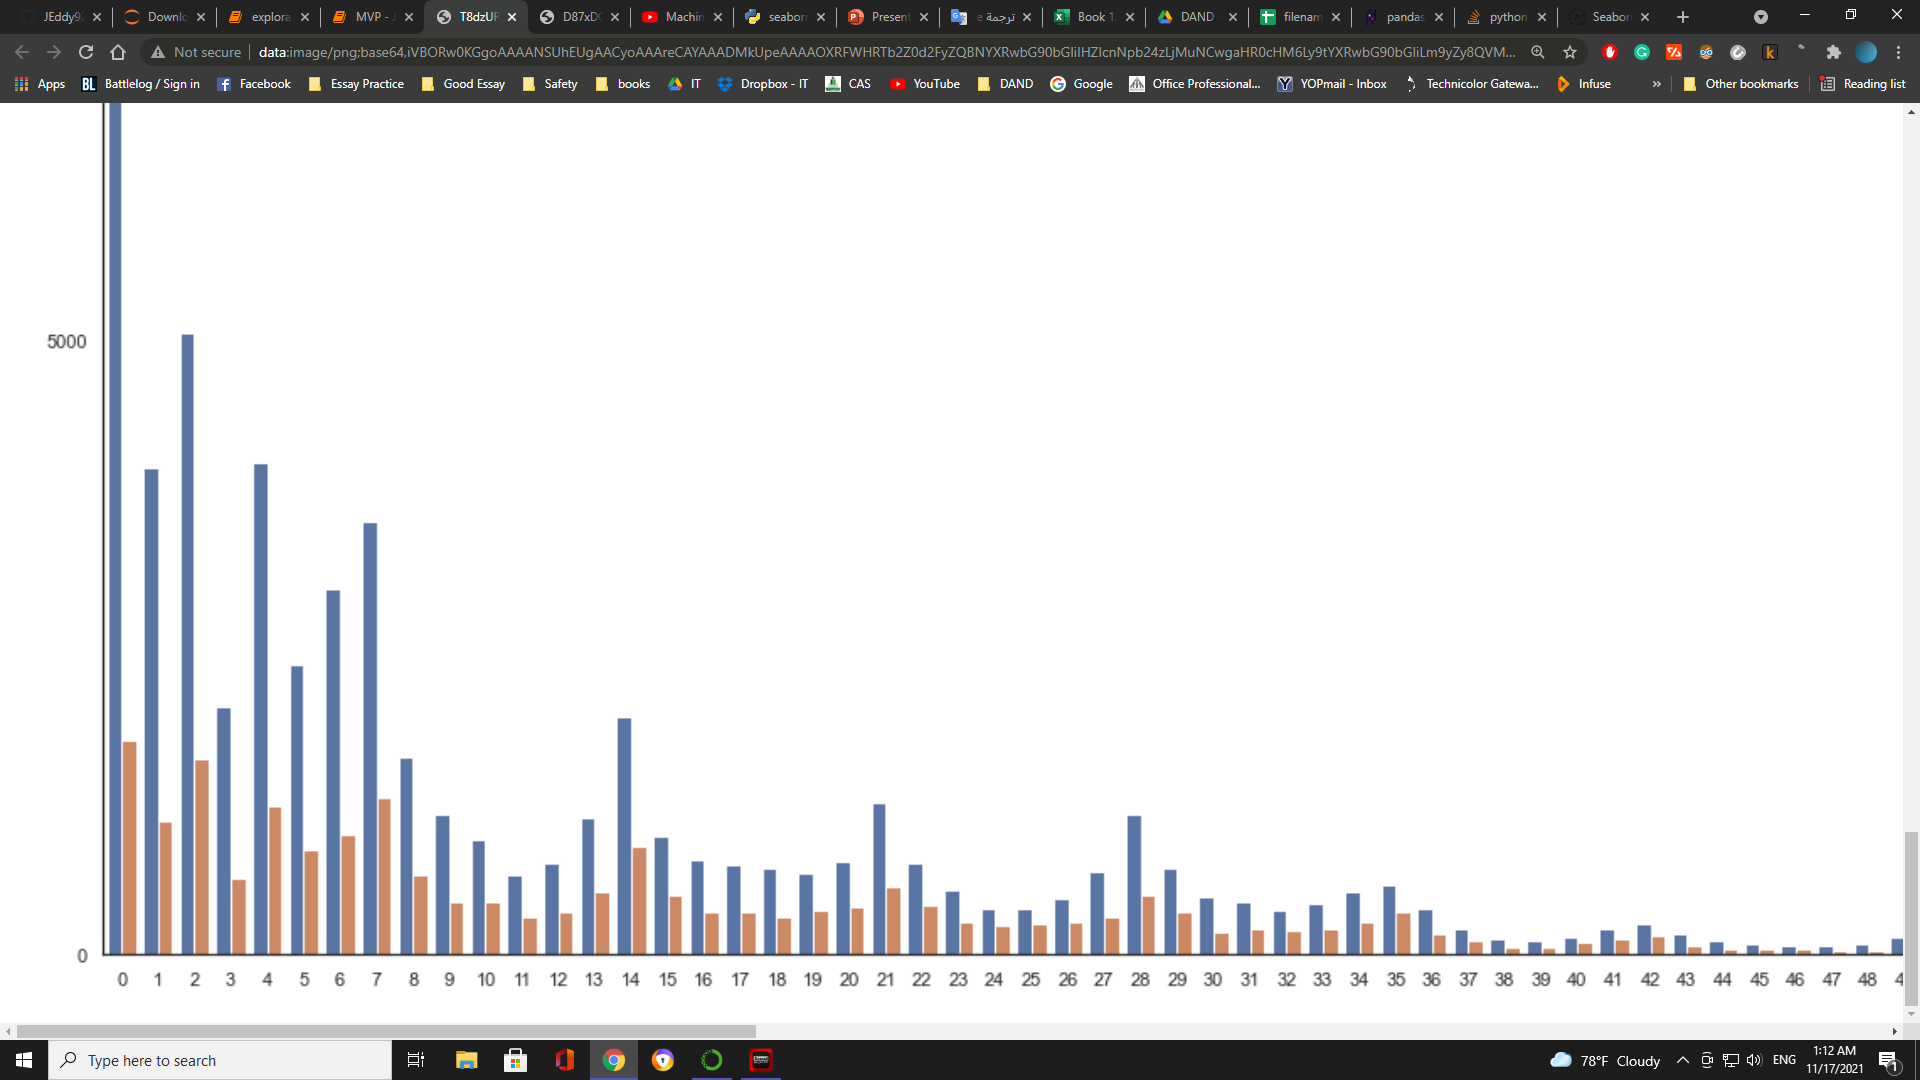 JEddy9 Downlo explora MVP - J T8dzUR D87xD Machin seabor Present ترجمة e Book 1. DAND filenam pandas python Seabor
Not secure data:image/png;base64,iVBORw0KGgoAAAANSUhEUgAACyoAAAreCAYAAADMkUpeAAAAOXRFWHRTb2Z0d2FyZQBNYXRwbG90bGliIHZlcnNpb24zLjMuNCwgaHR0cHM6Ly9tYXRwbG90bGliLm9yZy8QVM...
Apps BL Battlelog / Sign in Facebook Essay Practice Good Essay Safety books IT Dropbox - IT CAS YouTube DAND Google Office Professional... YOPmail - Inbox Technicolor Gatewa... Infuse » Other bookmarks Reading list
5000
0
0 1 2 3 4 5 6 7 8 9 10 11 12 13 14 15 16 17 18 19 20 21 22 23 24 25 26 27 28 29 30 31 32 33 34 35 36 37 38 39 40 41 42 43 44 45 46 47 48 4
Type here to search 78°F Cloudy ENG 1:12 AM
11/17/2021 1